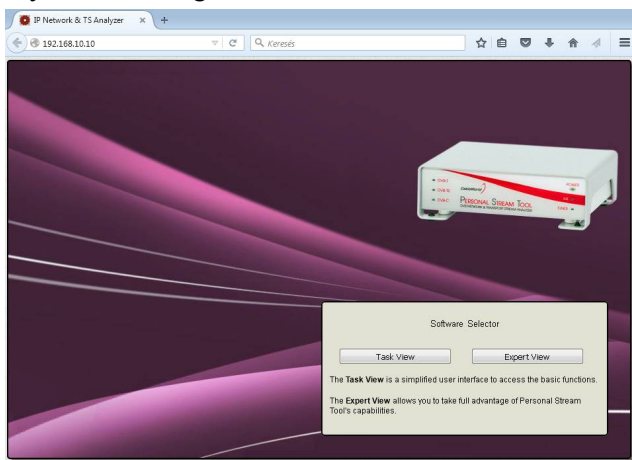 IP Network & TS Analyzer
192.168.10.10
Keresés
POWER
PERSONAL STREAM TOOL
Software Selector
Task View
Expert View
The Task View is a simplified user interface to access the basic functions.
The Expert View allows you to take full advantage of Personal Stream
Tool's capabilities.